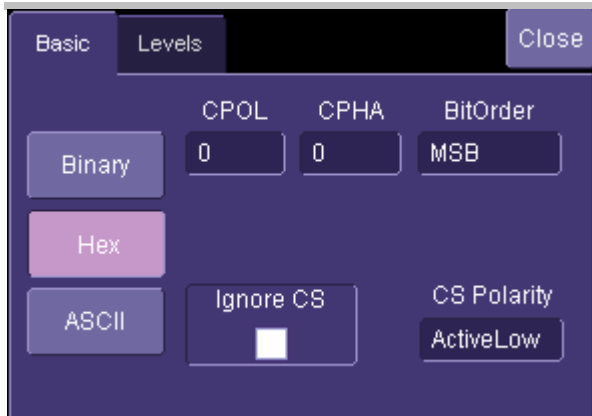 Basic Levels Close
CPOL CPHA BitOrder
Binary 0 0 MSB
Hex
Ignore CS CS Polarity
ASCII ActiveLow